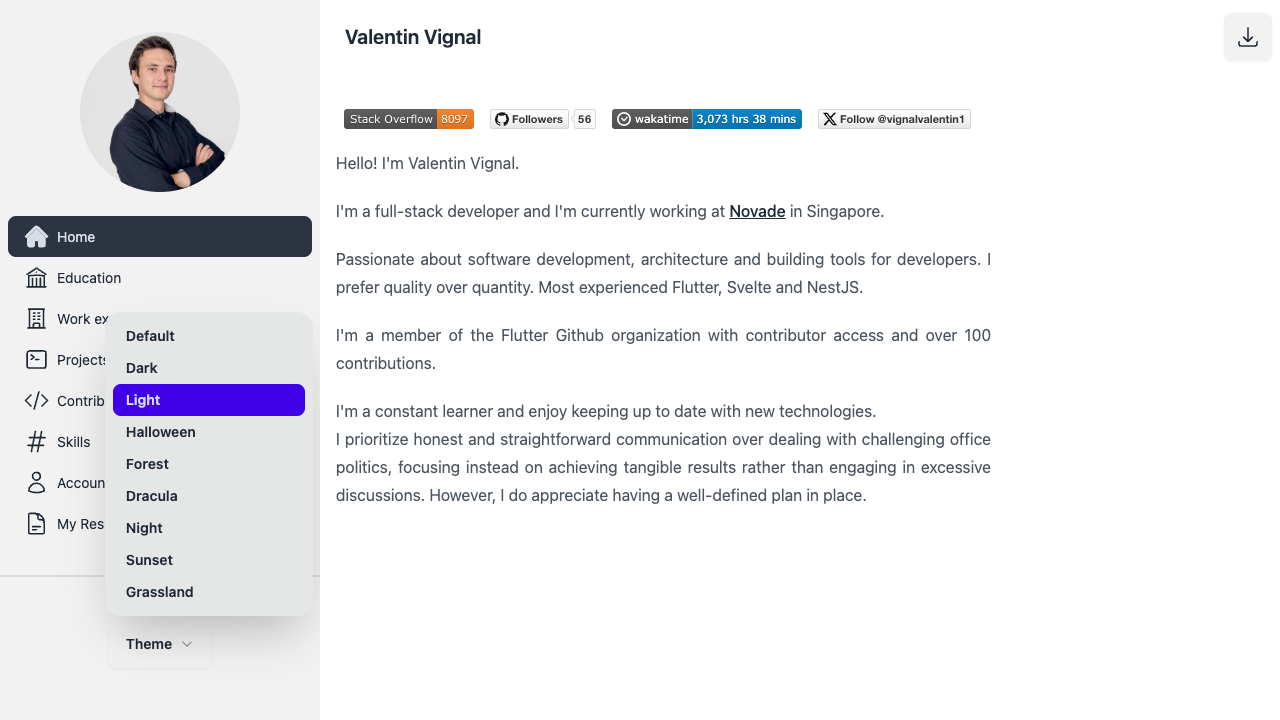 Valentin Vignal
Stack Overflow 8097
Followers 56
wakatime 3,073 hrs 38 mins
Follow @vignalvalentin1
Home
Education
Work ex
Projects
Contrib
Skills
Accoun
My Res
Default
Dark
Light
Halloween
Forest
Dracula
Night
Sunset
Grassland
Theme
Hello! I'm Valentin Vignal.
I'm a full-stack developer and I'm currently working at Novade in Singapore.
Passionate about software development, architecture and building tools for developers. I
prefer quality over quantity. Most experienced Flutter, Svelte and NestJS.
I'm a member of the Flutter Github organization with contributor access and over 100
contributions.
I'm a constant learner and enjoy keeping up to date with new technologies.
I prioritize honest and straightforward communication over dealing with challenging office
politics, focusing instead on achieving tangible results rather than engaging in excessive
discussions. However, I do appreciate having a well-defined plan in place.